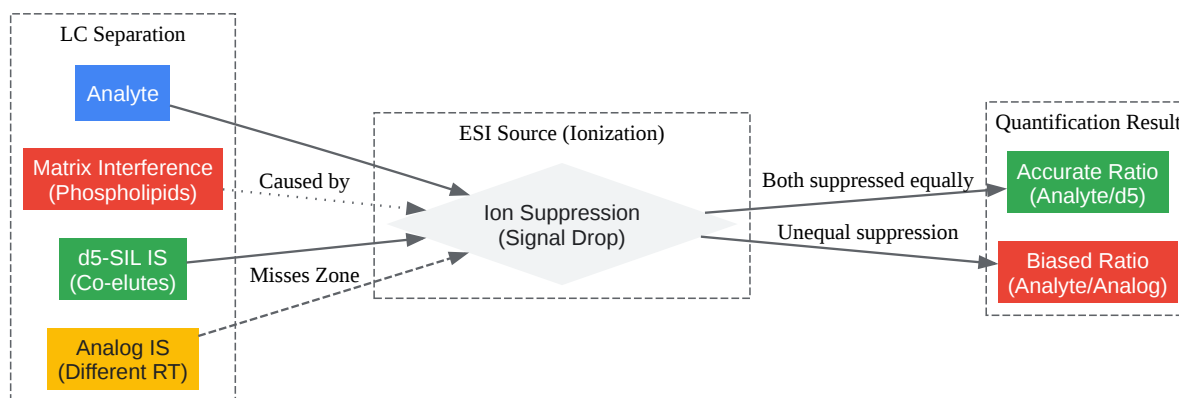 LC Separation
Analyte
Matrix Interference
(Phospholipids)
d5-SIL IS
(Co-elutes)
Analog IS
(Different RT)
Caused by
Misses Zone
ESI Source (Ionization)
Ion Suppression
(Signal Drop)
Both suppressed equally
Unequal suppression
Quantification Result
Accurate Ratio
(Analyte/d5)
Biased Ratio
(Analyte/Analog)